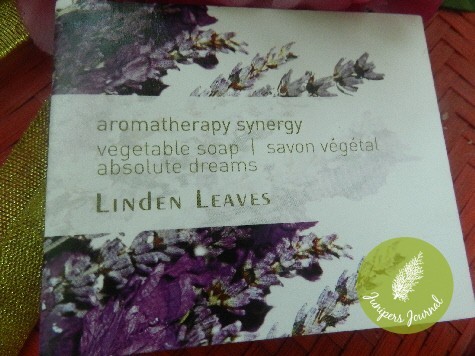 aromatherapy synergy
vegetable soap | savon végétal
absolute dreams
LINDEN LEAVES
Junipers Journal